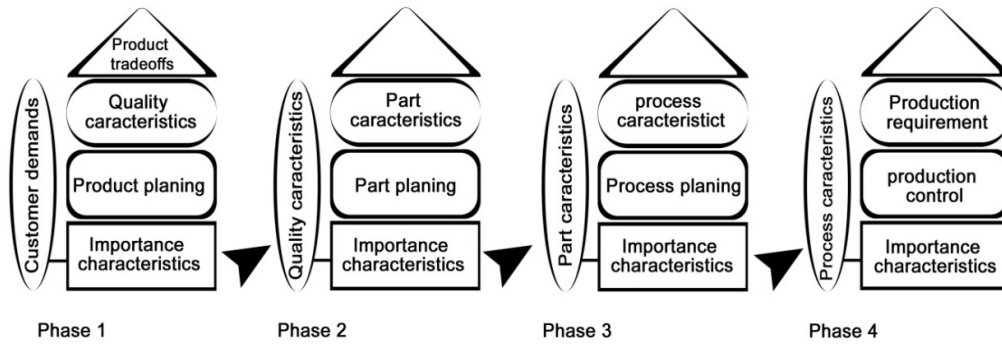 Product
tradeoffs
Customer demands
Quality
caracteristics
Product planing
Importance
characteristics
Phase 1
Quality caracteristics
Part
caracteristics
Part planing
Importance
characteristics
Phase 2
Part caracteristics
process
caracteristict
Process planing
Importance
characteristics
Phase 3
Process caracteristics
Production
requirement
production
control
Importance
characteristics
Phase 4